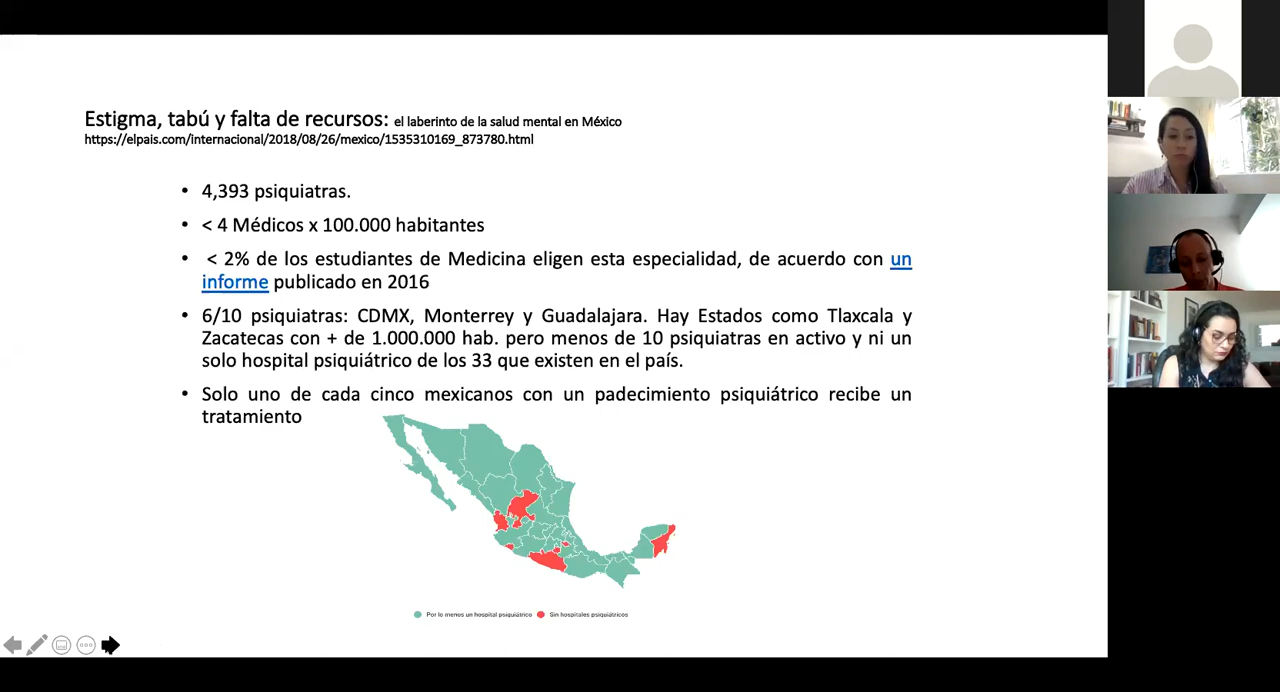 Estigma, tabú y falta de recursos: el laberinto de la salud mental en México
https://elpais.com/internacional/2018/08/26/mexico/1535310169_873780.html
• 4,393 psiquiatras.
• < 4 Médicos x 100.000 habitantes
• < 2% de los estudiantes de Medicina eligen esta especialidad, de acuerdo con un
informe publicado en 2016
• 6/10 psiquiatras: CDMX, Monterrey y Guadalajara. Hay Estados como Tlaxcala y
Zacatecas con + de 1.000.000 hab. pero menos de 10 psiquiatras en activo y ni un
solo hospital psiquiátrico de los 33 que existen en el país.
• Solo uno de cada cinco mexicanos con un padecimiento psiquiátrico recibe un
tratamiento
Por lo menos un hospital psiquiátrico Sin hospitales psiquiátricos